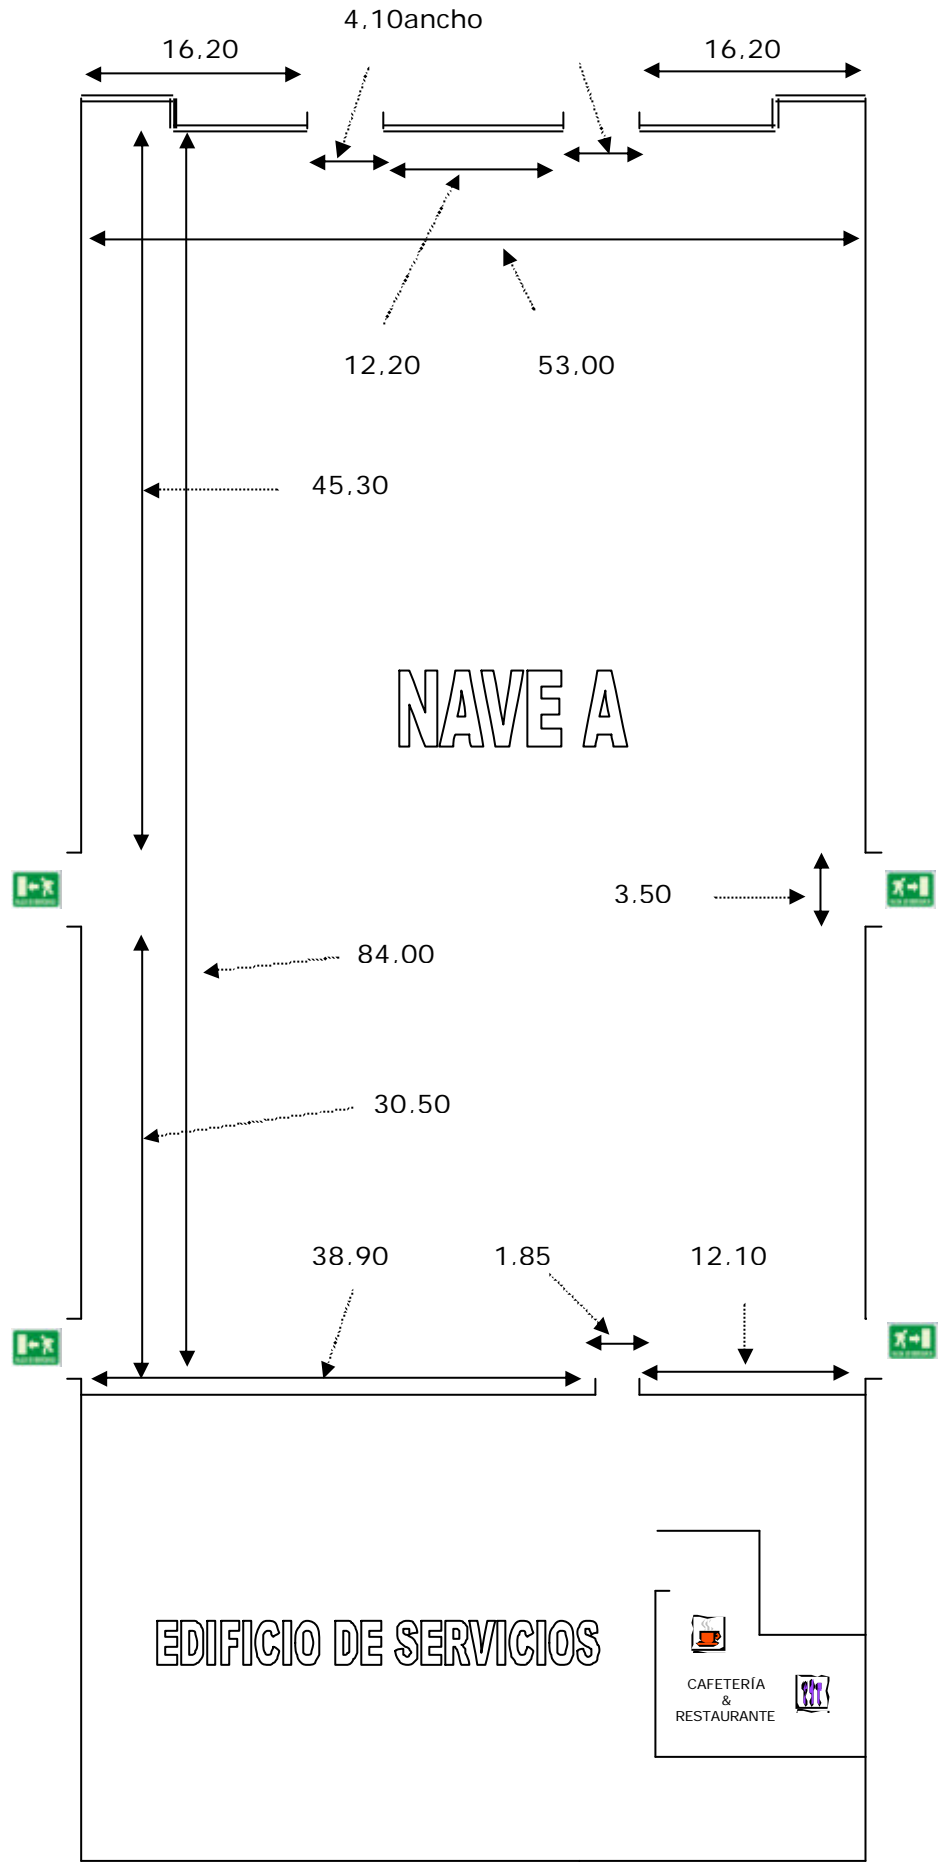 4,10ancho
16,20
16,20
12,20
53,00
45,30
NAVE A
3,50
84,00
30,50
38,90
1,85
12,10
EDIFICIO DE SERVICIOS
CAFETERÍA
&
RESTAURANTE